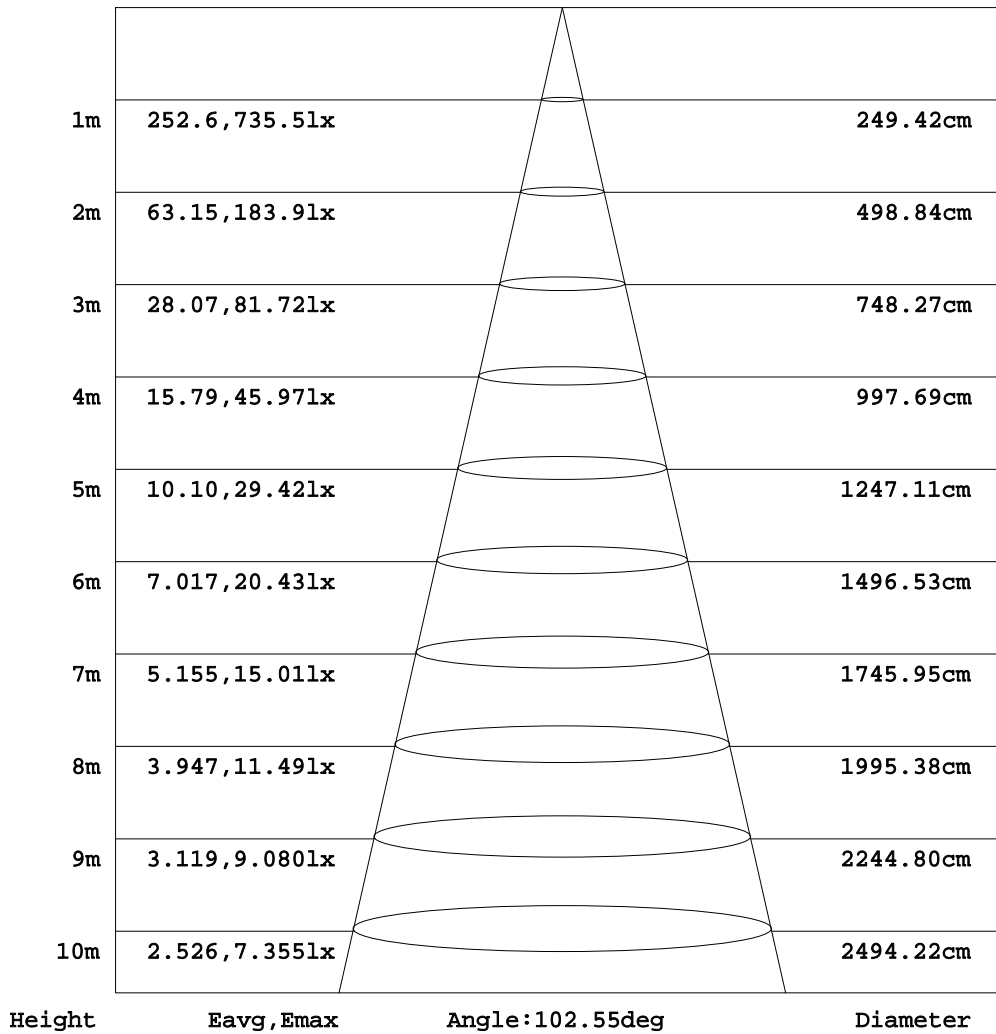 1m 252.6,735.5lx 249.42cm
2m 63.15,183.9lx 498.84cm
3m 28.07,81.72lx 748.27cm
4m 15.79,45.97lx 997.69cm
5m 10.10,29.42lx 1247.11cm
6m 7.017,20.43lx 1496.53cm
7m 5.155,15.01lx 1745.95cm
8m 3.947,11.49lx 1995.38cm
9m 3.119,9.080lx 2244.80cm
10m 2.526,7.355lx 2494.22cm
Height Eavg,Emax Angle:102.55deg Diameter